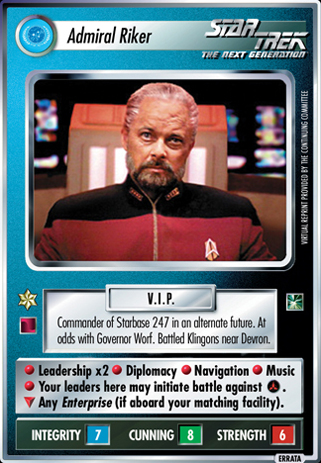 Admiral Riker
STAR TREK
THE NEXT GENERATION
VIRTUAL REPRINT PROVIDED BY THE CONTINUING COMMITTEE
V.I.P.
Commander of Starbase 247 in an alternate future. At
odds with Governor Worf. Battled Klingons near Devron.
Leadership x2 Diplomacy Navigation Music
Your leaders here may initiate battle against .
Any Enterprise (if aboard your matching facility).
INTEGRITY 7 CUNNING 8 STRENGTH 6
ERRATA